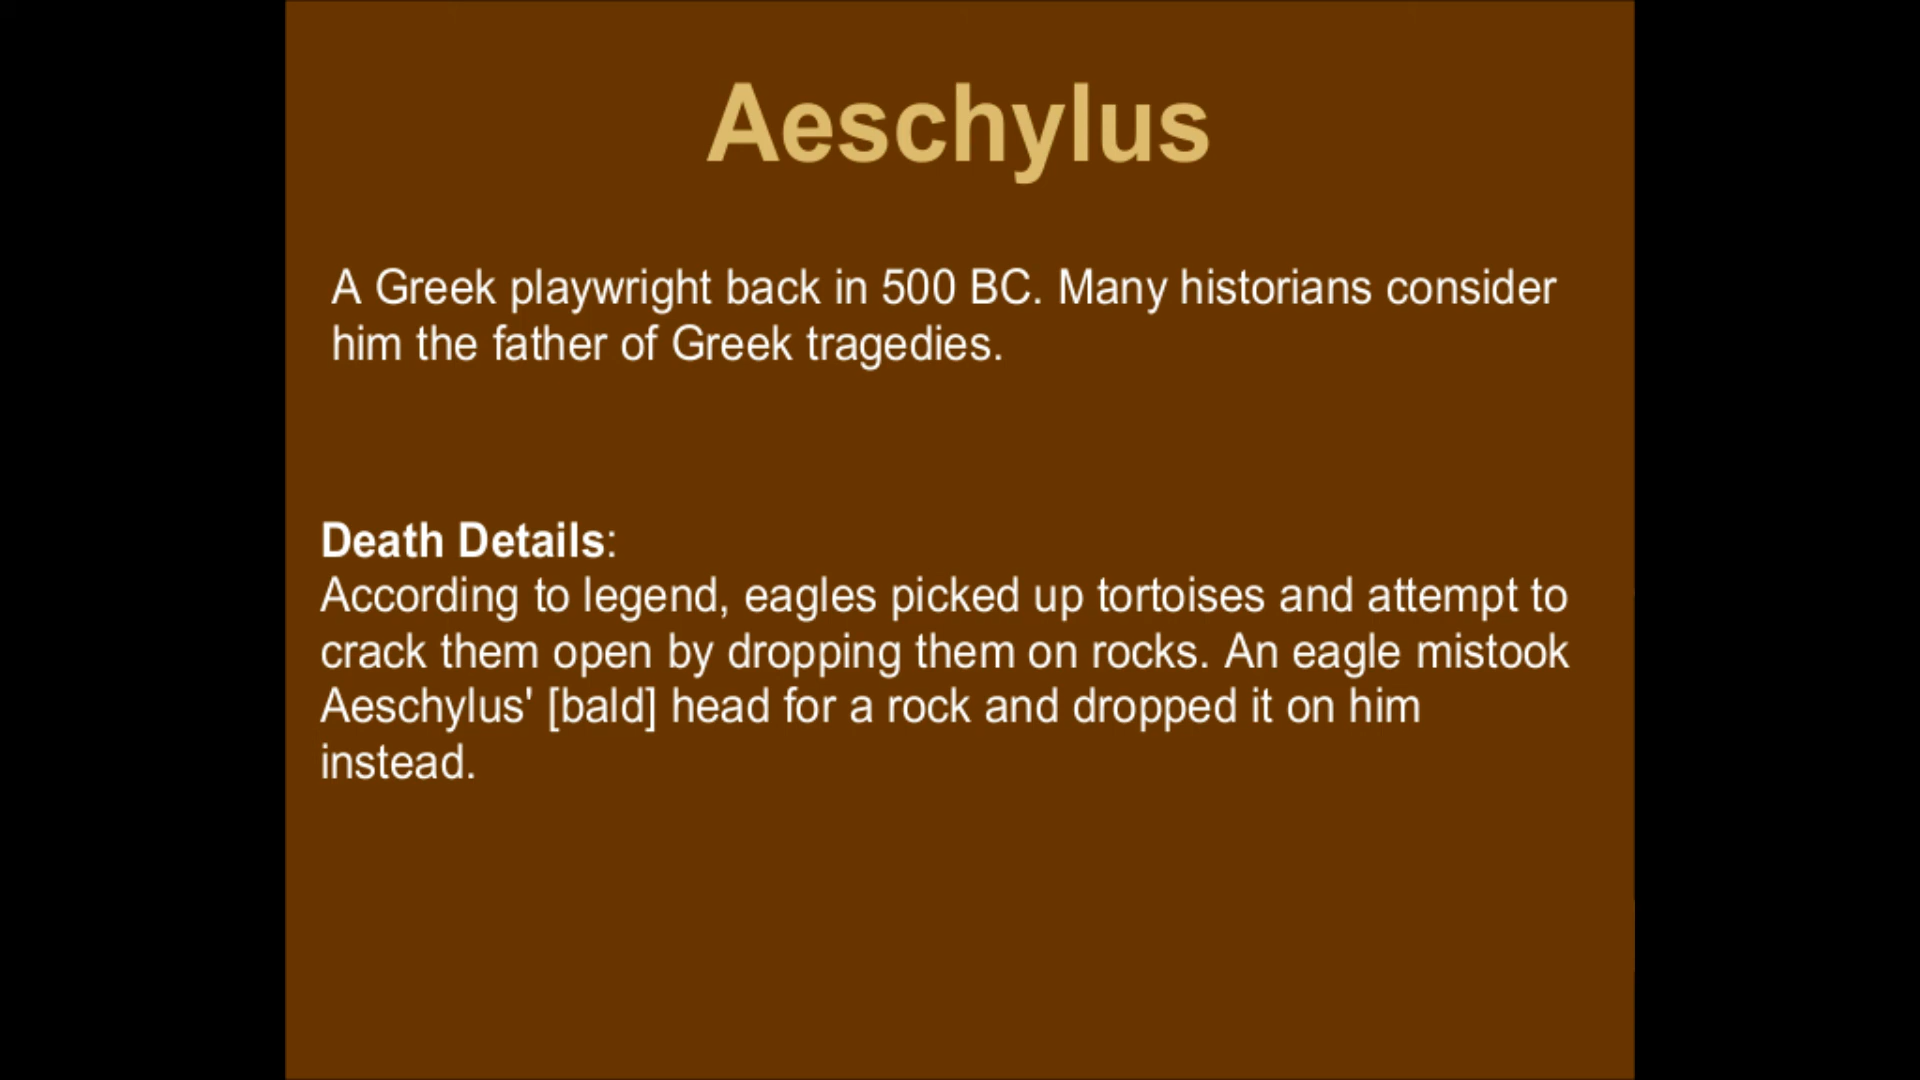 Aeschylus
A Greek playwright back in 500 BC. Many historians consider
him the father of Greek tragedies.
Death Details:
According to legend, eagles picked up tortoises and attempt to
crack them open by dropping them on rocks. An eagle mistook
Aeschylus' [bald] head for a rock and dropped it on him
instead.